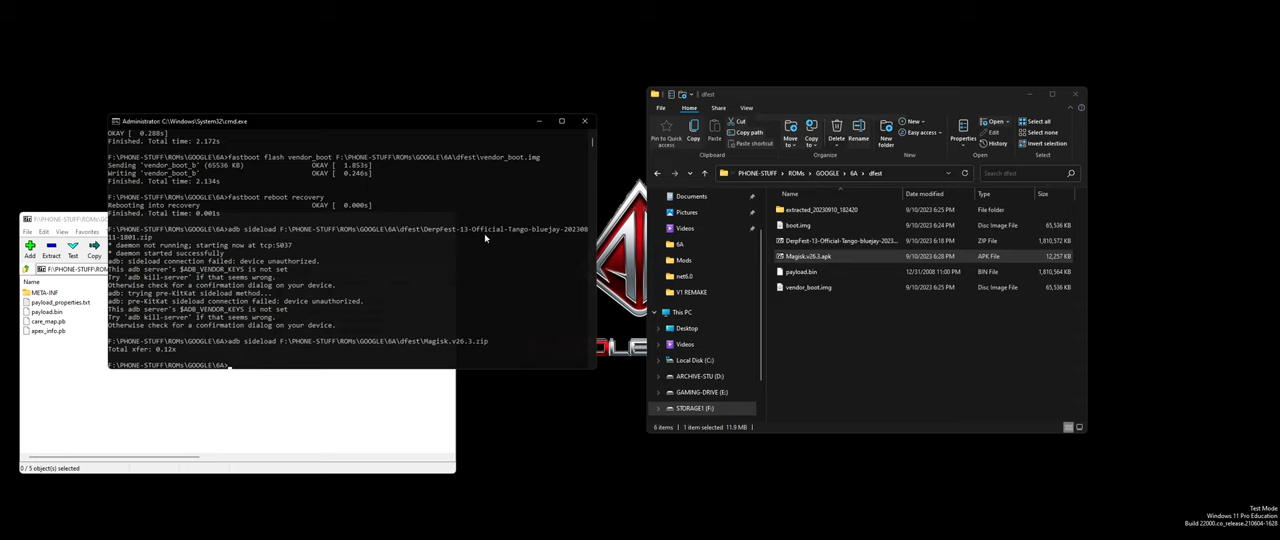 Administrator: C:\Windows\System32\cmd.exe
OKAY [ 0.288s]
Finished. Total time: 2.172s
F:\PHONE-STUFF\ROMs\GOOGLE\6A>fastboot flash vendor_boot F:\PHONE-STUFF\ROMs\GOOGLE\6A\dfest\vendor_boot.img
Sending 'vendor_boot_b' (65536 KB) OKAY [ 1.853s]
Writing 'vendor_boot_b' OKAY [ 0.246s]
Finished. Total time: 2.134s
F:\PHONE-STUFF\ROMs\GOOGLE\6A>fastboot reboot recovery
Rebooting into recovery OKAY [ 0.000s]
Finished. Total time: 0.001s
F:\PHONE-STUFF\ROMs\GOOGLE\6A>adb sideload F:\PHONE-STUFF\ROMs\GOOGLE\6A\dfest\DerpFest-13-Official-Tango-bluejay-202308
11-1801.zip
* daemon not running; starting now at tcp:5037
* daemon started successfully
adb: sideload connection failed: device unauthorized.
This adb server's $ADB_VENDOR_KEYS is not set
Try 'adb kill-server' if that seems wrong.
Otherwise check for a confirmation dialog on your device.
adb: trying pre-KitKat sideload method...
adb: pre-KitKat sideload connection failed: device unauthorized.
This adb server's $ADB_VENDOR_KEYS is not set
Try 'adb kill-server' if that seems wrong.
Otherwise check for a confirmation dialog on your device.
F:\PHONE-STUFF\ROMs\GOOGLE\6A>adb sideload F:\PHONE-STUFF\ROMs\GOOGLE\6A\dfest\Magisk.v26.3.zip
Total xfer: 0.12x
F:\PHONE-STUFF\ROMs\GOOGLE\6A>
F:\PHONE-STUFF\ROMs\GO
File Edit View Favorites
Add Extract Test Copy
F:\PHONE-STUFF\ROM
Name
META-INF
payload_properties.txt
payload.bin
care_map.pb
apex_info.pb
0 / 5 object(s) selected
dfest
File Home Share View
Pin to Quick access
Copy
Paste
Cut
Copy path
Paste shortcut
Clipboard
Move to
Copy to
Delete
Rename
Organize
New folder
New item
Easy access
New
Properties
Open
Edit
History
Open
Select all
Select none
Invert selection
Select
PHONE-STUFF > ROMs > GOOGLE > 6A > dfest
Search dfest
Documents
Pictures
Videos
6A
Mods
net6.0
V1 REMAKE
This PC
Desktop
Videos
Local Disk (C:)
ARCHIVE-STU (D:)
GAMING-DRIVE (E:)
STORAGE1 (F:)
Name Date modified Type Size
extracted_20230910_182420 9/10/2023 6:25 PM File folder
boot.img 9/10/2023 6:25 PM Disc Image File 65,536 KB
DerpFest-13-Official-Tango-bluejay-2023... 9/10/2023 6:18 PM ZIP File 1,810,572 KB
Magisk.v26.3.apk 9/10/2023 6:28 PM APK File 12,257 KB
payload.bin 12/31/2008 11:00 PM BIN File 1,810,564 KB
vendor_boot.img 9/10/2023 6:25 PM Disc Image File 65,536 KB
6 items 1 item selected 11.9 MB
Test Mode
Windows 11 Pro Education
Build 22000.co_release.210604-1628